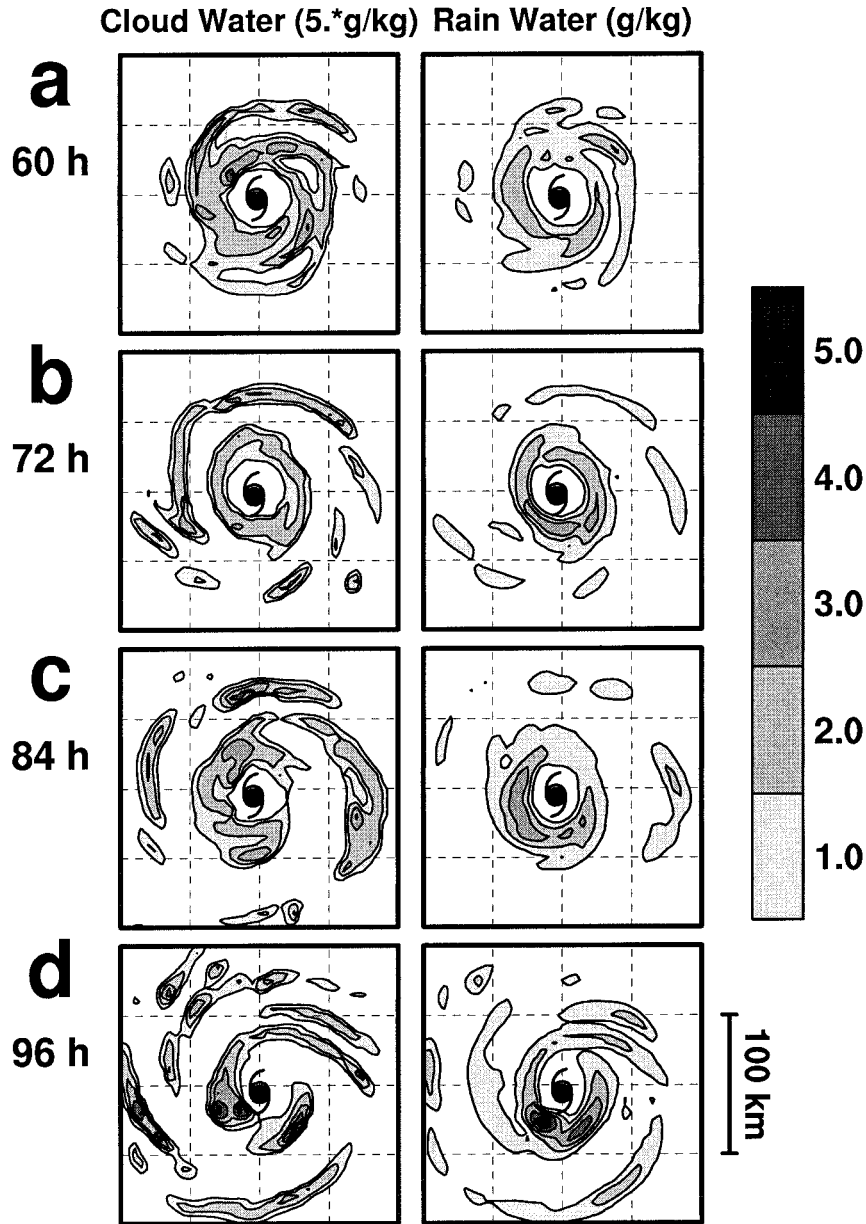 Cloud Water (5.*g/kg) Rain Water (g/kg)
a
60 h
b
72 h
c
84 h
d
96 h
5.0
4.0
3.0
2.0
1.0
100 km